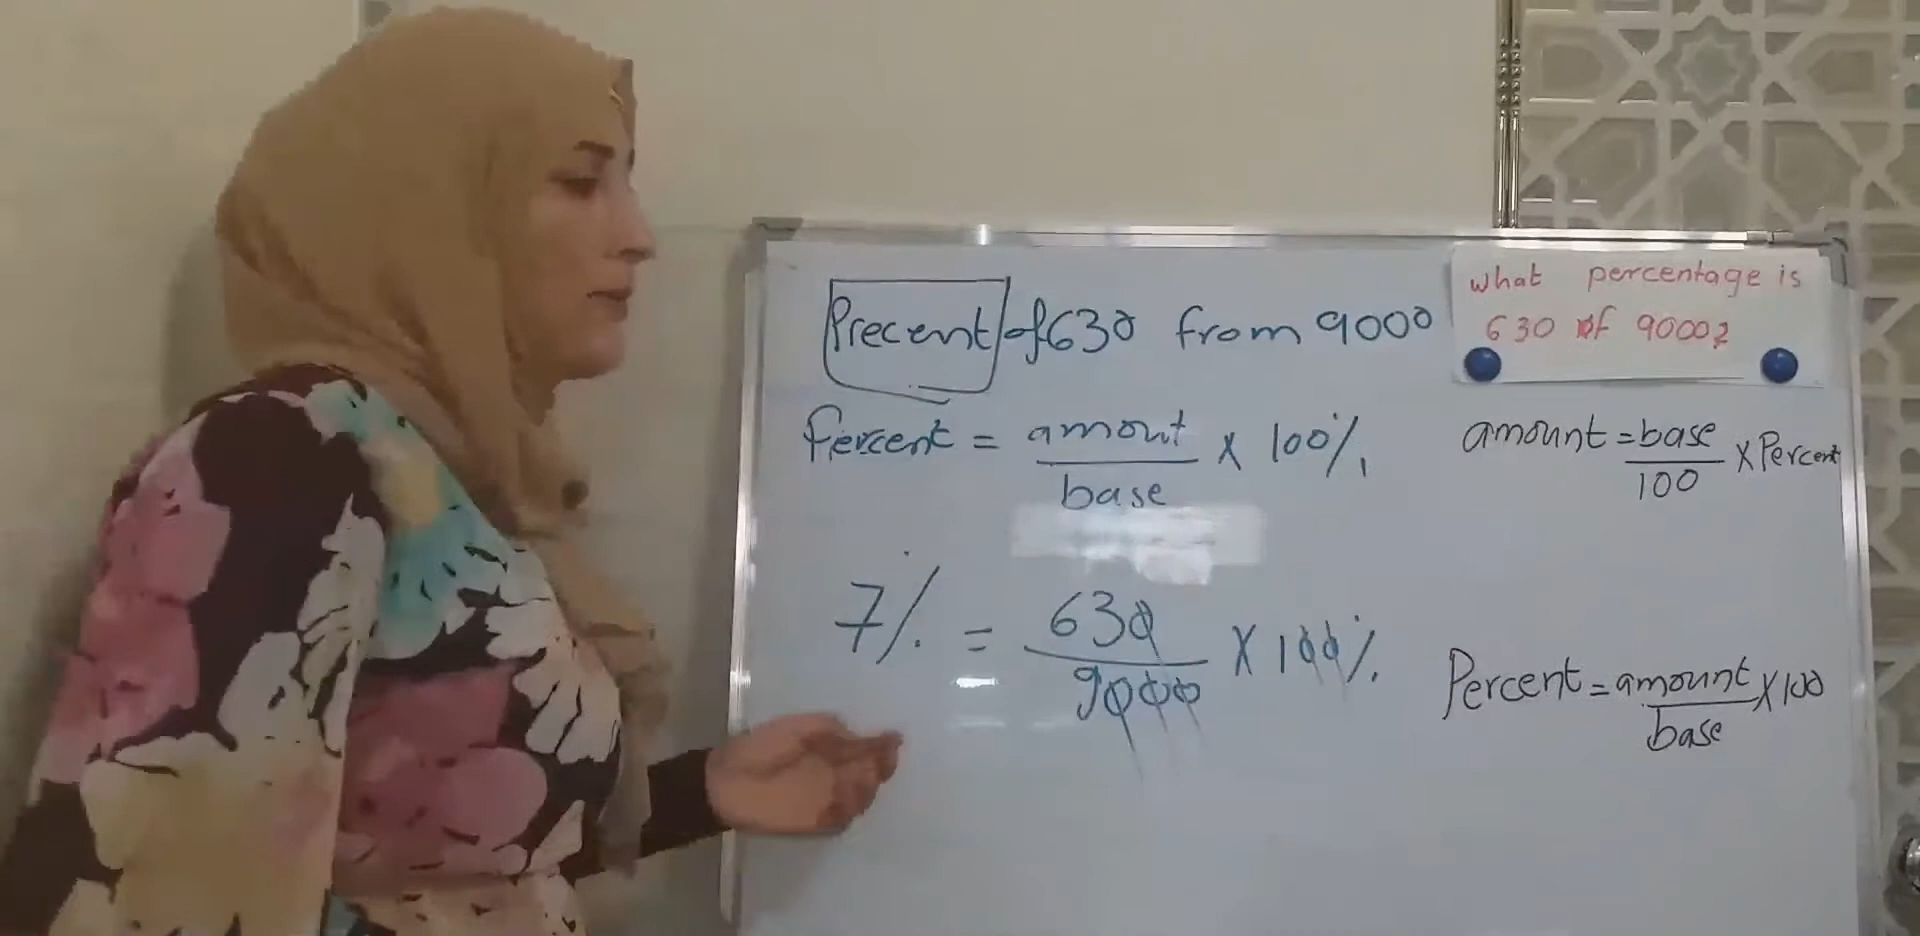 Precent of 630 from 9000
what percentage is
630 of 9000?
Percent = amout/base × 100%
amount = base/100 × Percent
7% = 630/9000 × 100%
Percent = amount/base × 100